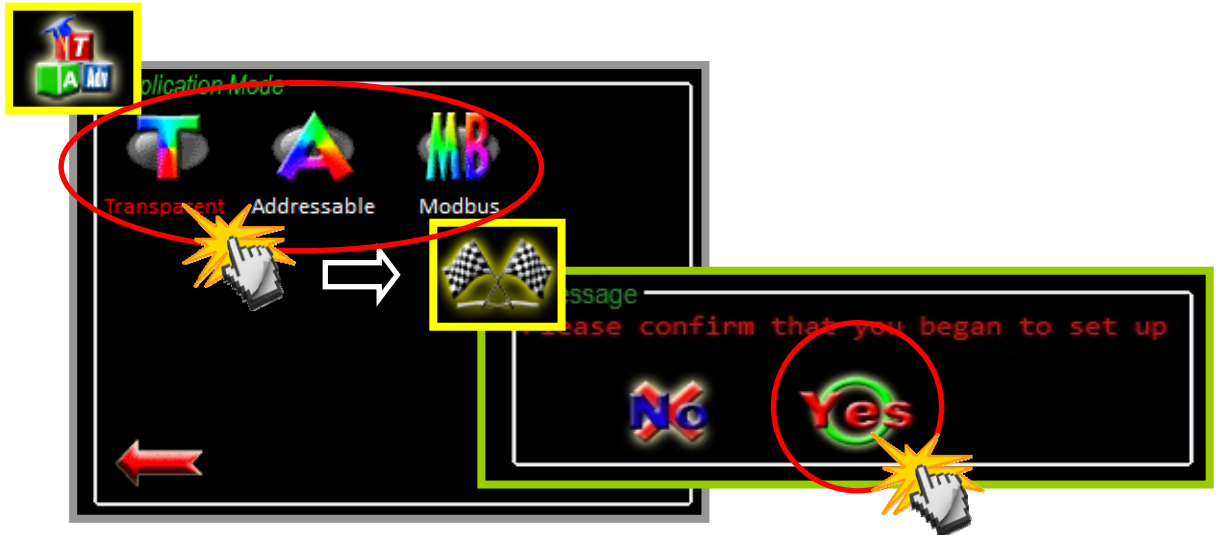 T
A Adv
plication Mode
T A MB
Transparent Addressable Modbus
essage
lease confirm that you began to set up
No Yes